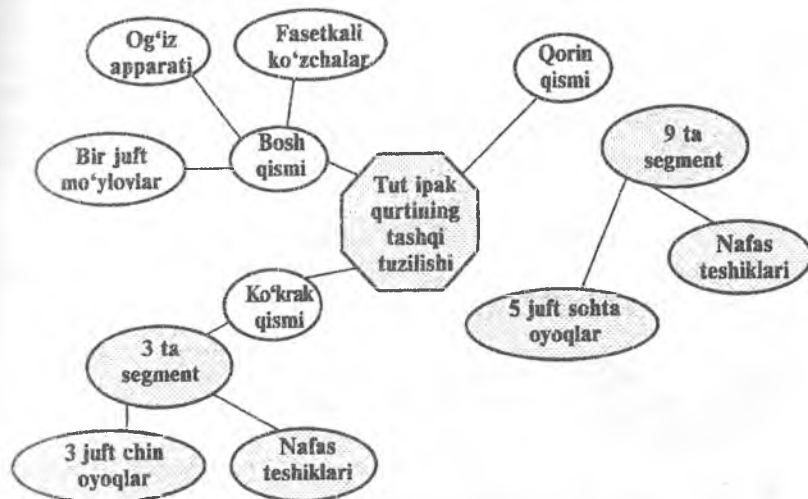 Og‘iz
apparati
Fasetkali
ko‘zchalar
Bir juft
mo‘ylovlar
Bosh
qismi
Qorin
qismi
Tut ipak
qurtining
tashqi
tuzilishi
9 ta
segment
Nafas
teshiklari
5 juft sohta
oyoqlar
Ko‘krak
qismi
3 ta
segment
3 juft chin
oyoqlar
Nafas
teshiklari